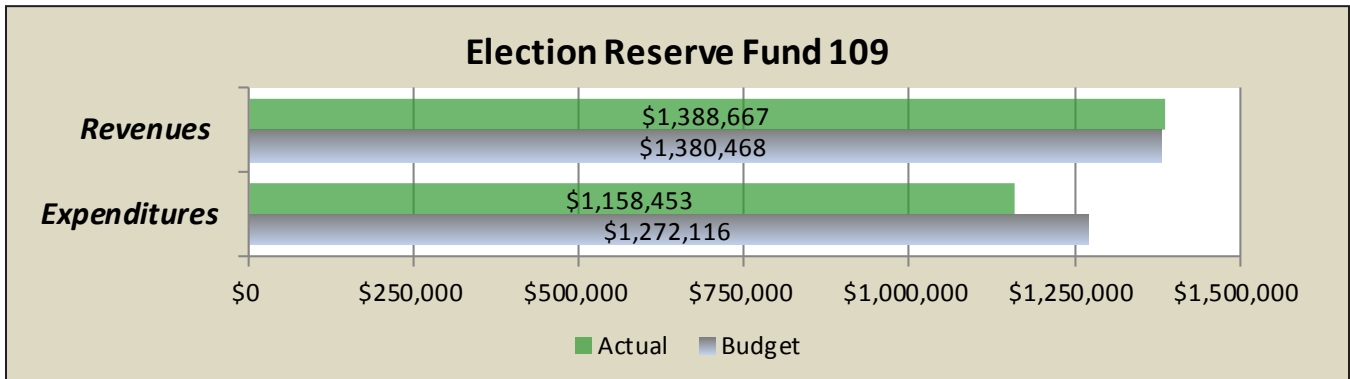 Election Reserve Fund 109
Revenues
$1,388,667
$1,380,468
Expenditures
$1,158,453
$1,272,116
$0 $250,000 $500,000 $750,000 $1,000,000 $1,250,000 $1,500,000
Actual Budget